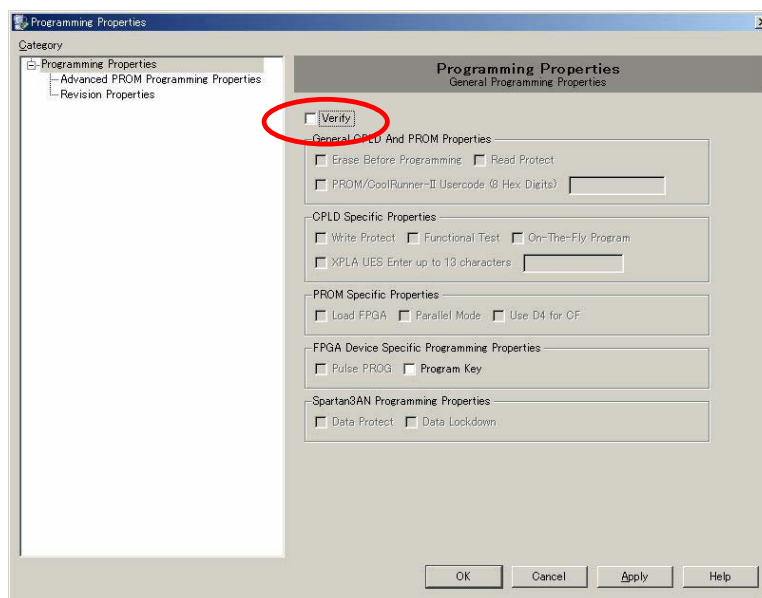 Programming Properties
Category
Programming Properties
Advanced PROM Programming Properties
Revision Properties
Programming Properties
General Programming Properties
Verify
General CPLD And PROM Properties
Erase Before Programming Read Protect
PROM/CoolRunner-II Usercode (8 Hex Digits)
CPLD Specific Properties
Write Protect Functional Test On-The-Fly Program
XPLA UES Enter up to 13 characters
PROM Specific Properties
Load FPGA Parallel Mode Use D4 for CF
FPGA Device Specific Programming Properties
Pulse PROG Program Key
Spartan3AN Programming Properties
Data Protect Data Lockdown
OK Cancel Apply Help